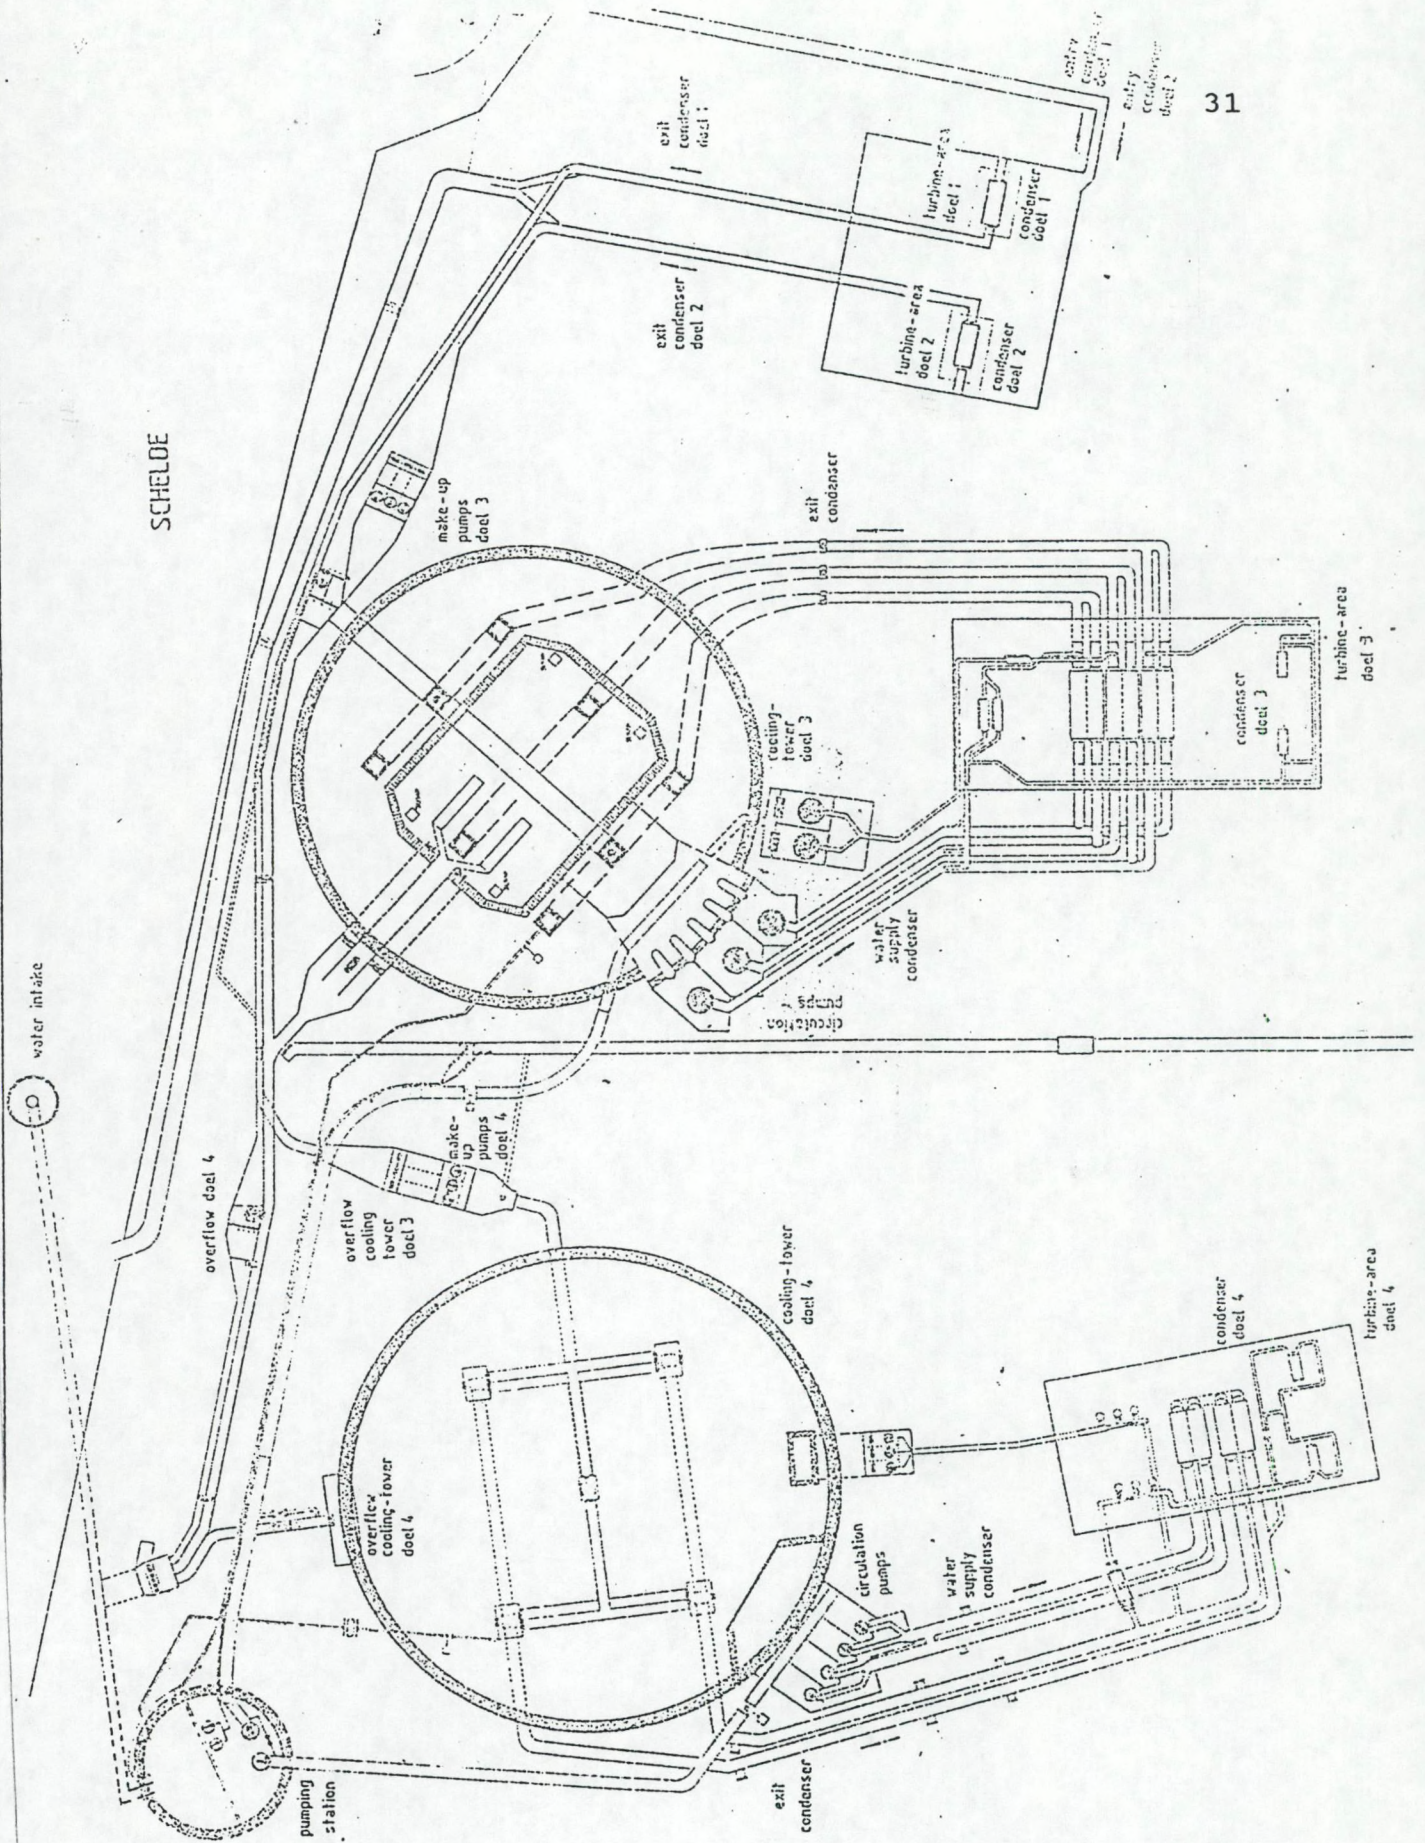 31
SCHELDE
water intake
entry
condenser
doel 1
entry
condenser
doel 2
exit
condenser
doel 1
exit
condenser
doel 2
turbine-area
doel 1
condenser
doel 1
turbine-area
doel 2
condenser
doel 2
make-up
pumps
doel 3
exit
condenser
cooling-
tower
doel 3
turbine-area
doel 3
condenser
doel 3
water
supply
condenser
circulation
pumps
make-
up
pumps
doel 4
overflow doel 4
overflow
cooling
tower
doel 3
cooling-tower
doel 4
overflow
cooling-tower
doel 4
condenser
doel 4
turbine-area
doel 4
circulation
pumps
water
supply
condenser
exit
condenser
pumping
station